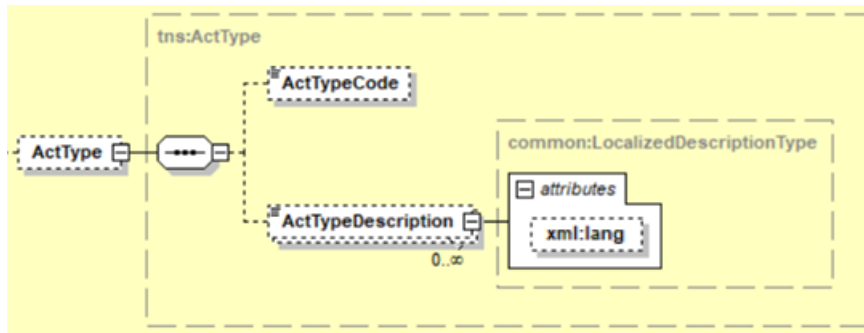 tns:ActType
ActTypeCode
ActType
common:LocalizedDescriptionType
attributes
ActTypeDescription
xml:lang
0..∞